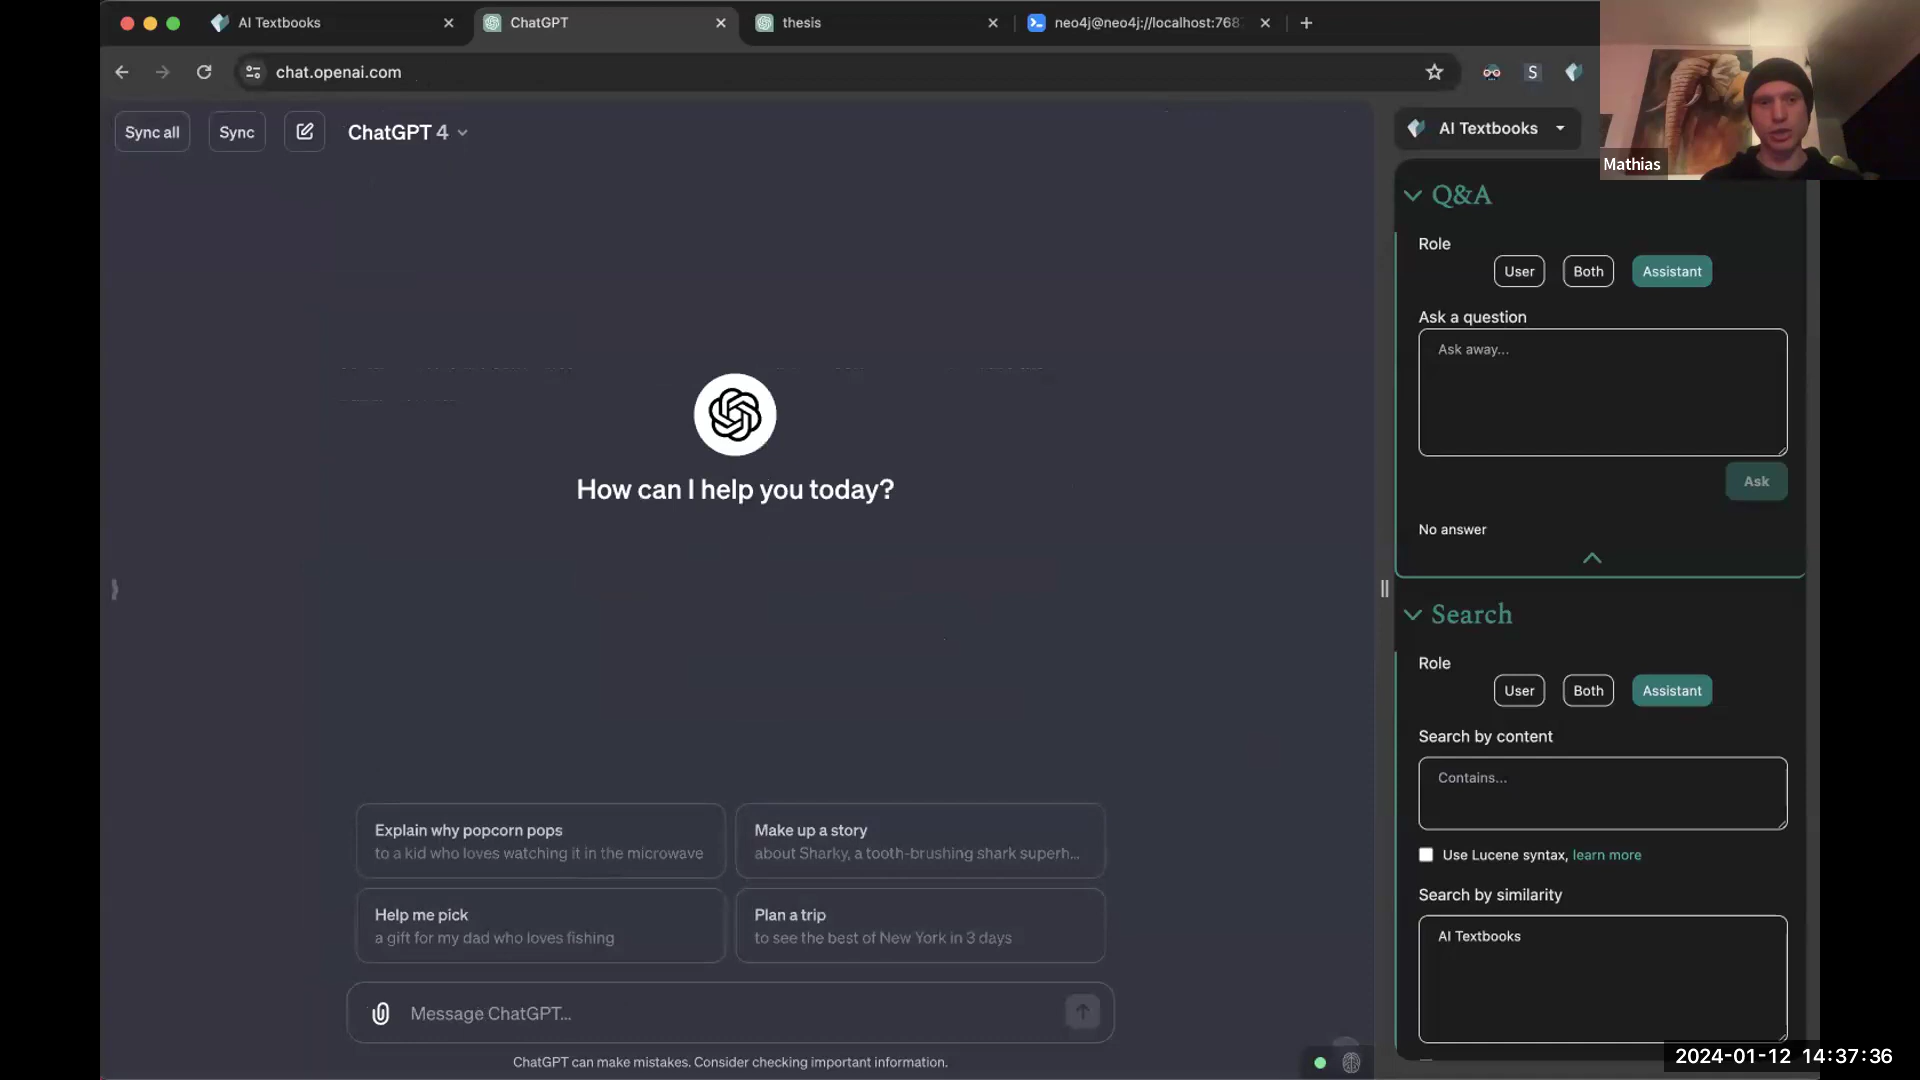 AI Textbooks
ChatGPT
thesis
neo4j@neo4j://localhost:768
chat.openai.com
S
Sync all
Sync
ChatGPT 4
AI Textbooks
Mathias
Q&A
Role
User
Both
Assistant
Ask a question
Ask away...
Ask
No answer
How can I help you today?
Search
Role
User
Both
Assistant
Search by content
Contains...
Use Lucene syntax, learn more
Search by similarity
AI Textbooks
Explain why popcorn pops
to a kid who loves watching it in the microwave
Make up a story
about Sharky, a tooth-brushing shark superh...
Help me pick
a gift for my dad who loves fishing
Plan a trip
to see the best of New York in 3 days
Message ChatGPT...
ChatGPT can make mistakes. Consider checking important information.
2024-01-12 14:37:36